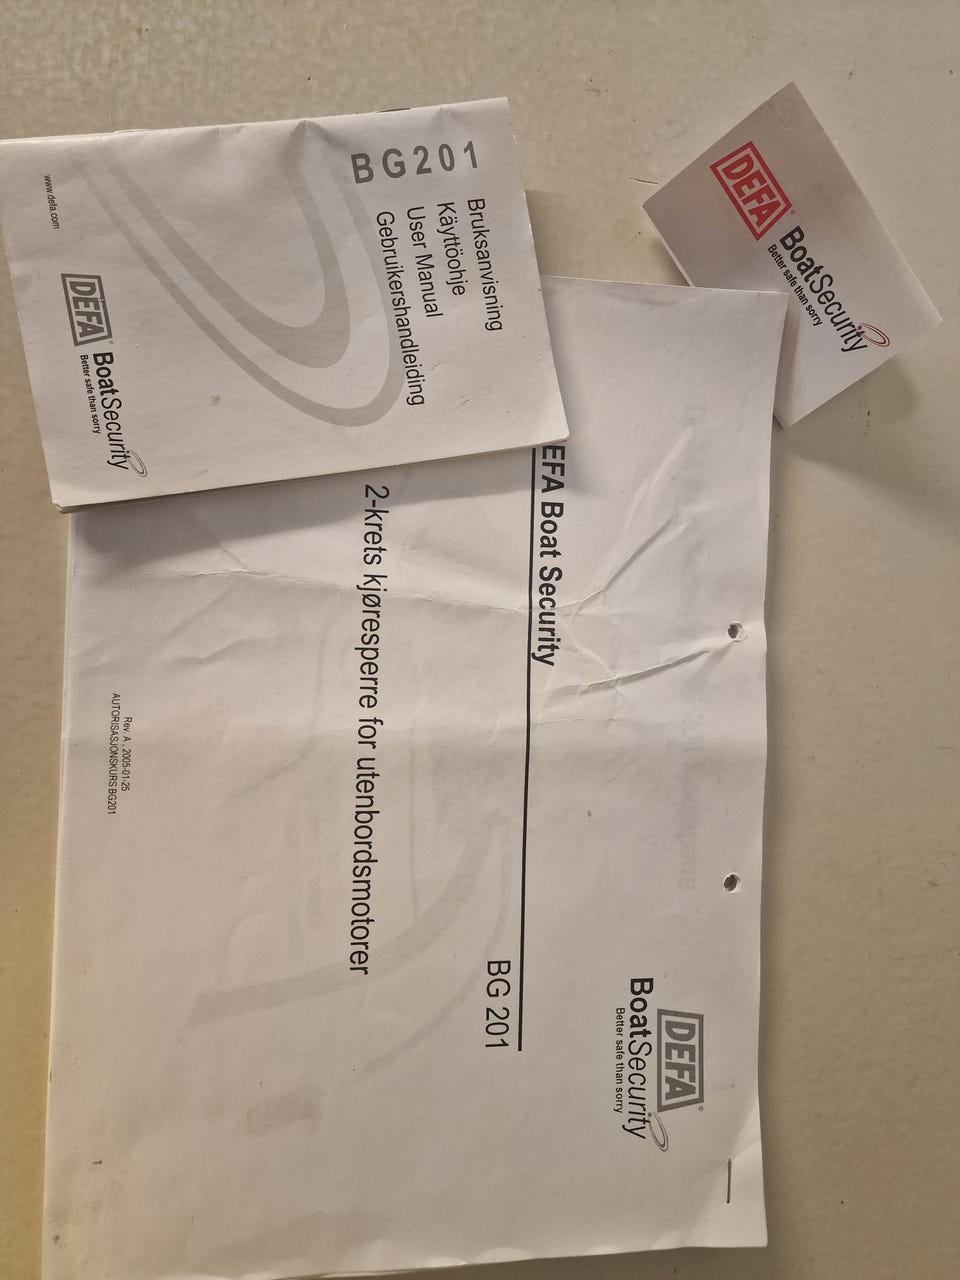 BG201
Bruksanvisning
Käyttöohje
User Manual
Gebruikershandleiding
DEFA®
BoatSecurity
Better safe than sorry
www.defa.com
DEFA®
BoatSecurity
Better safe than sorry
DEFA®
BoatSecurity
Better safe than sorry
EFA Boat Security
BG 201
2-krets kjøresperre for utenbordsmotorer
Rev. A , 2005-01-25
AUTORISASJONSKURS BG201
1